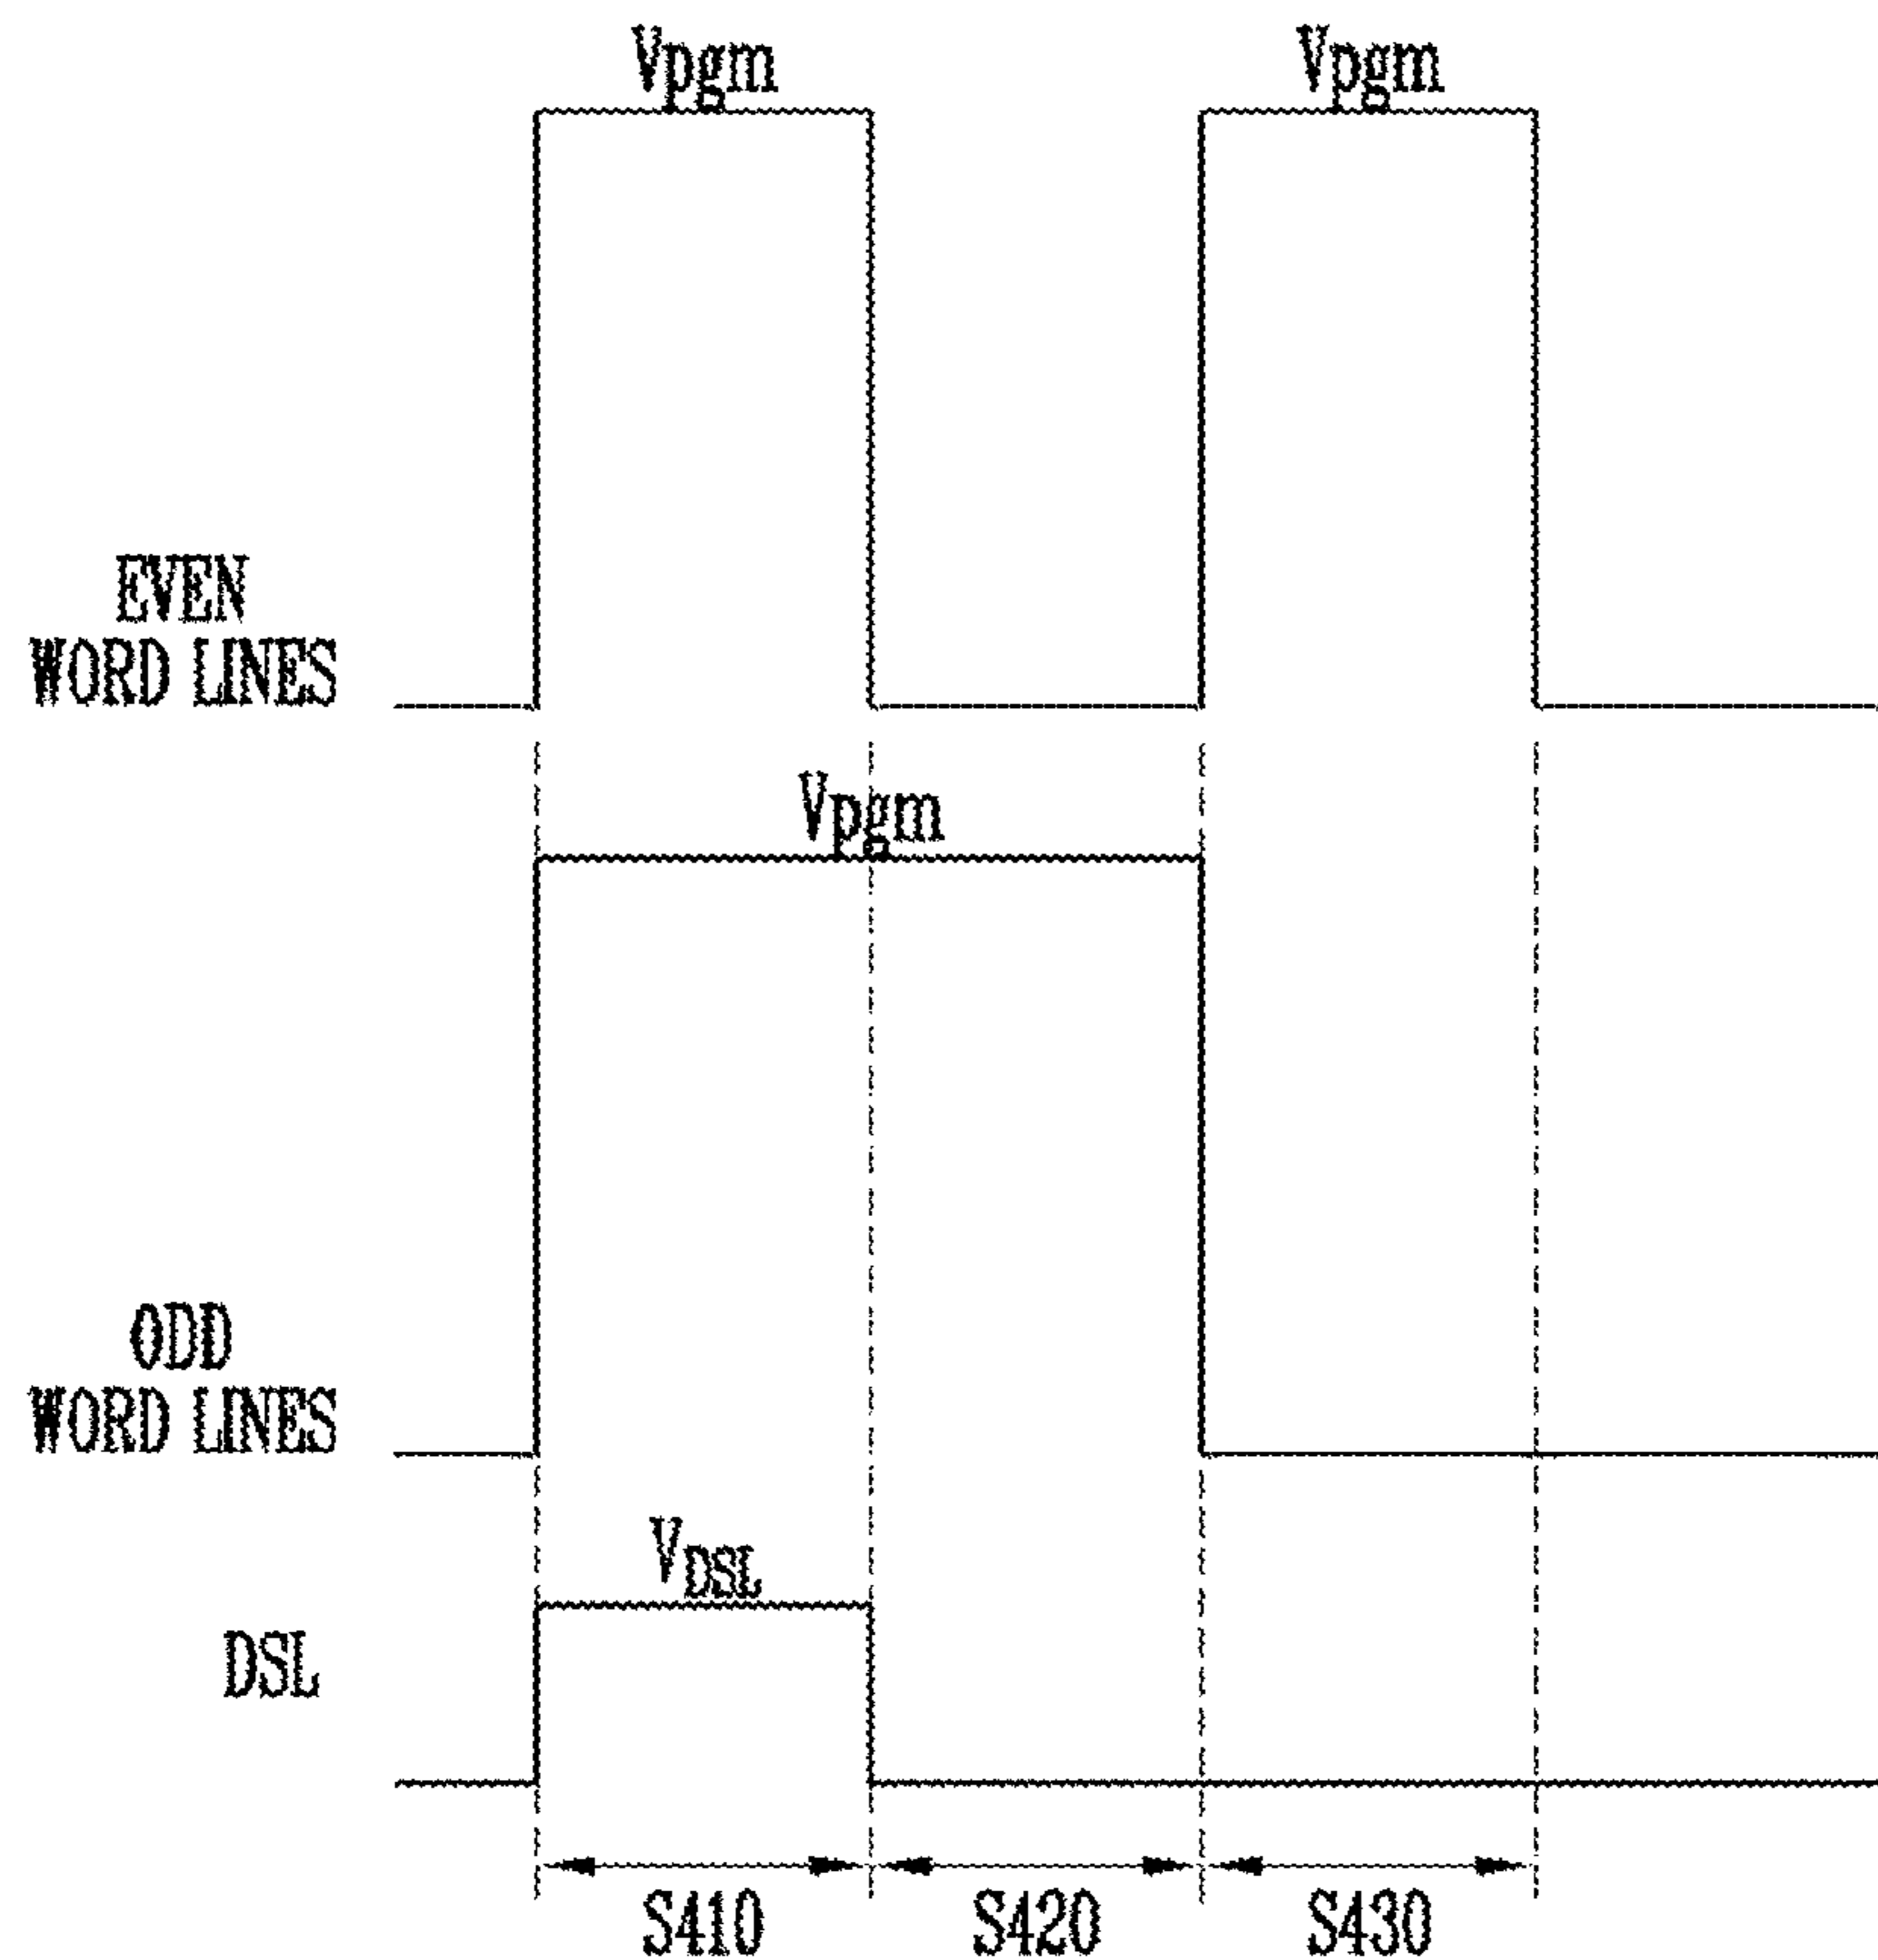 Vpgm Vpgm
EVEN
WORD LINES
Vpgm
ODD
WORD LINES
VDSL
DSL
S410 S420 S430